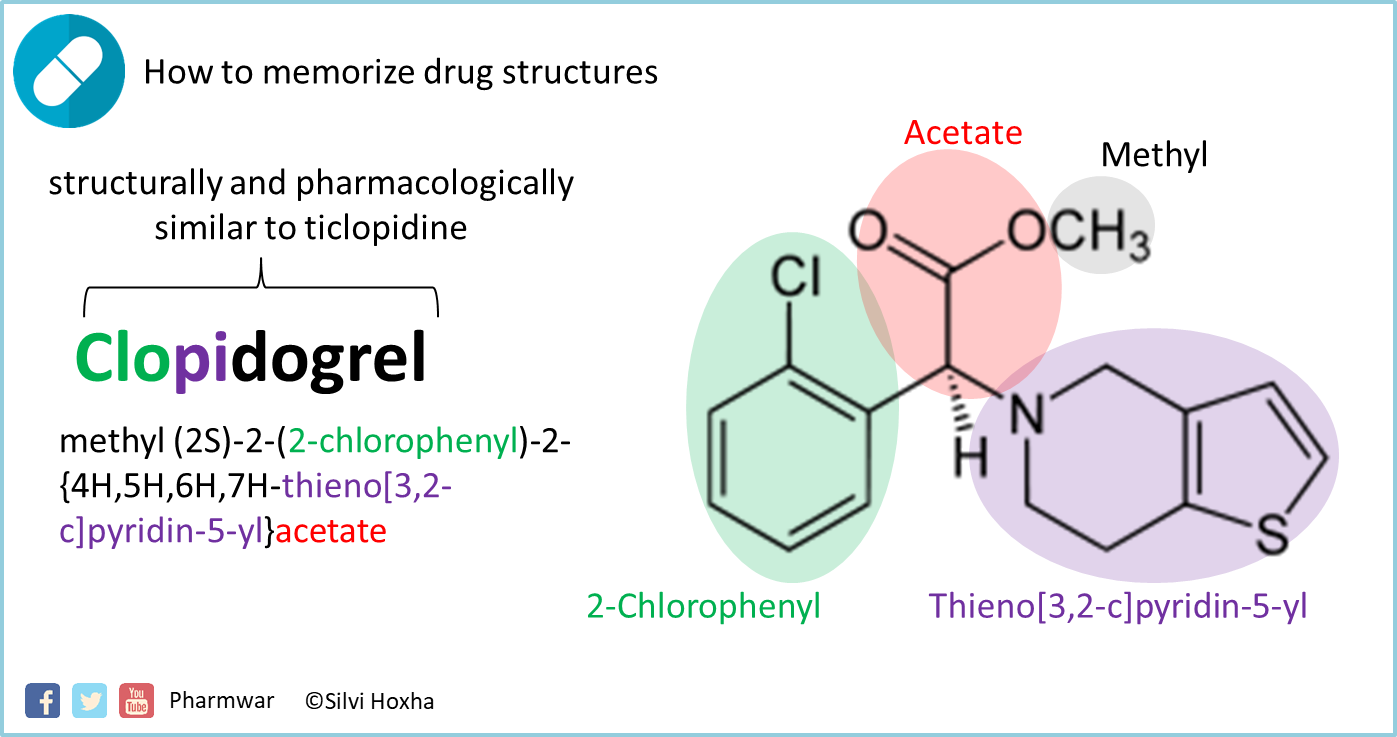 How to memorize drug structures
structurally and pharmacologically
similar to ticlopidine
Clopidogrel
methyl (2S)-2-(2-chlorophenyl)-2-
{4H,5H,6H,7H-thieno[3,2-
c]pyridin-5-yl}acetate
Acetate
Methyl
O
OCH3
Cl
N
H
S
2-Chlorophenyl
Thieno[3,2-c]pyridin-5-yl
f
You
Tube
Pharmwar
©Silvi Hoxha